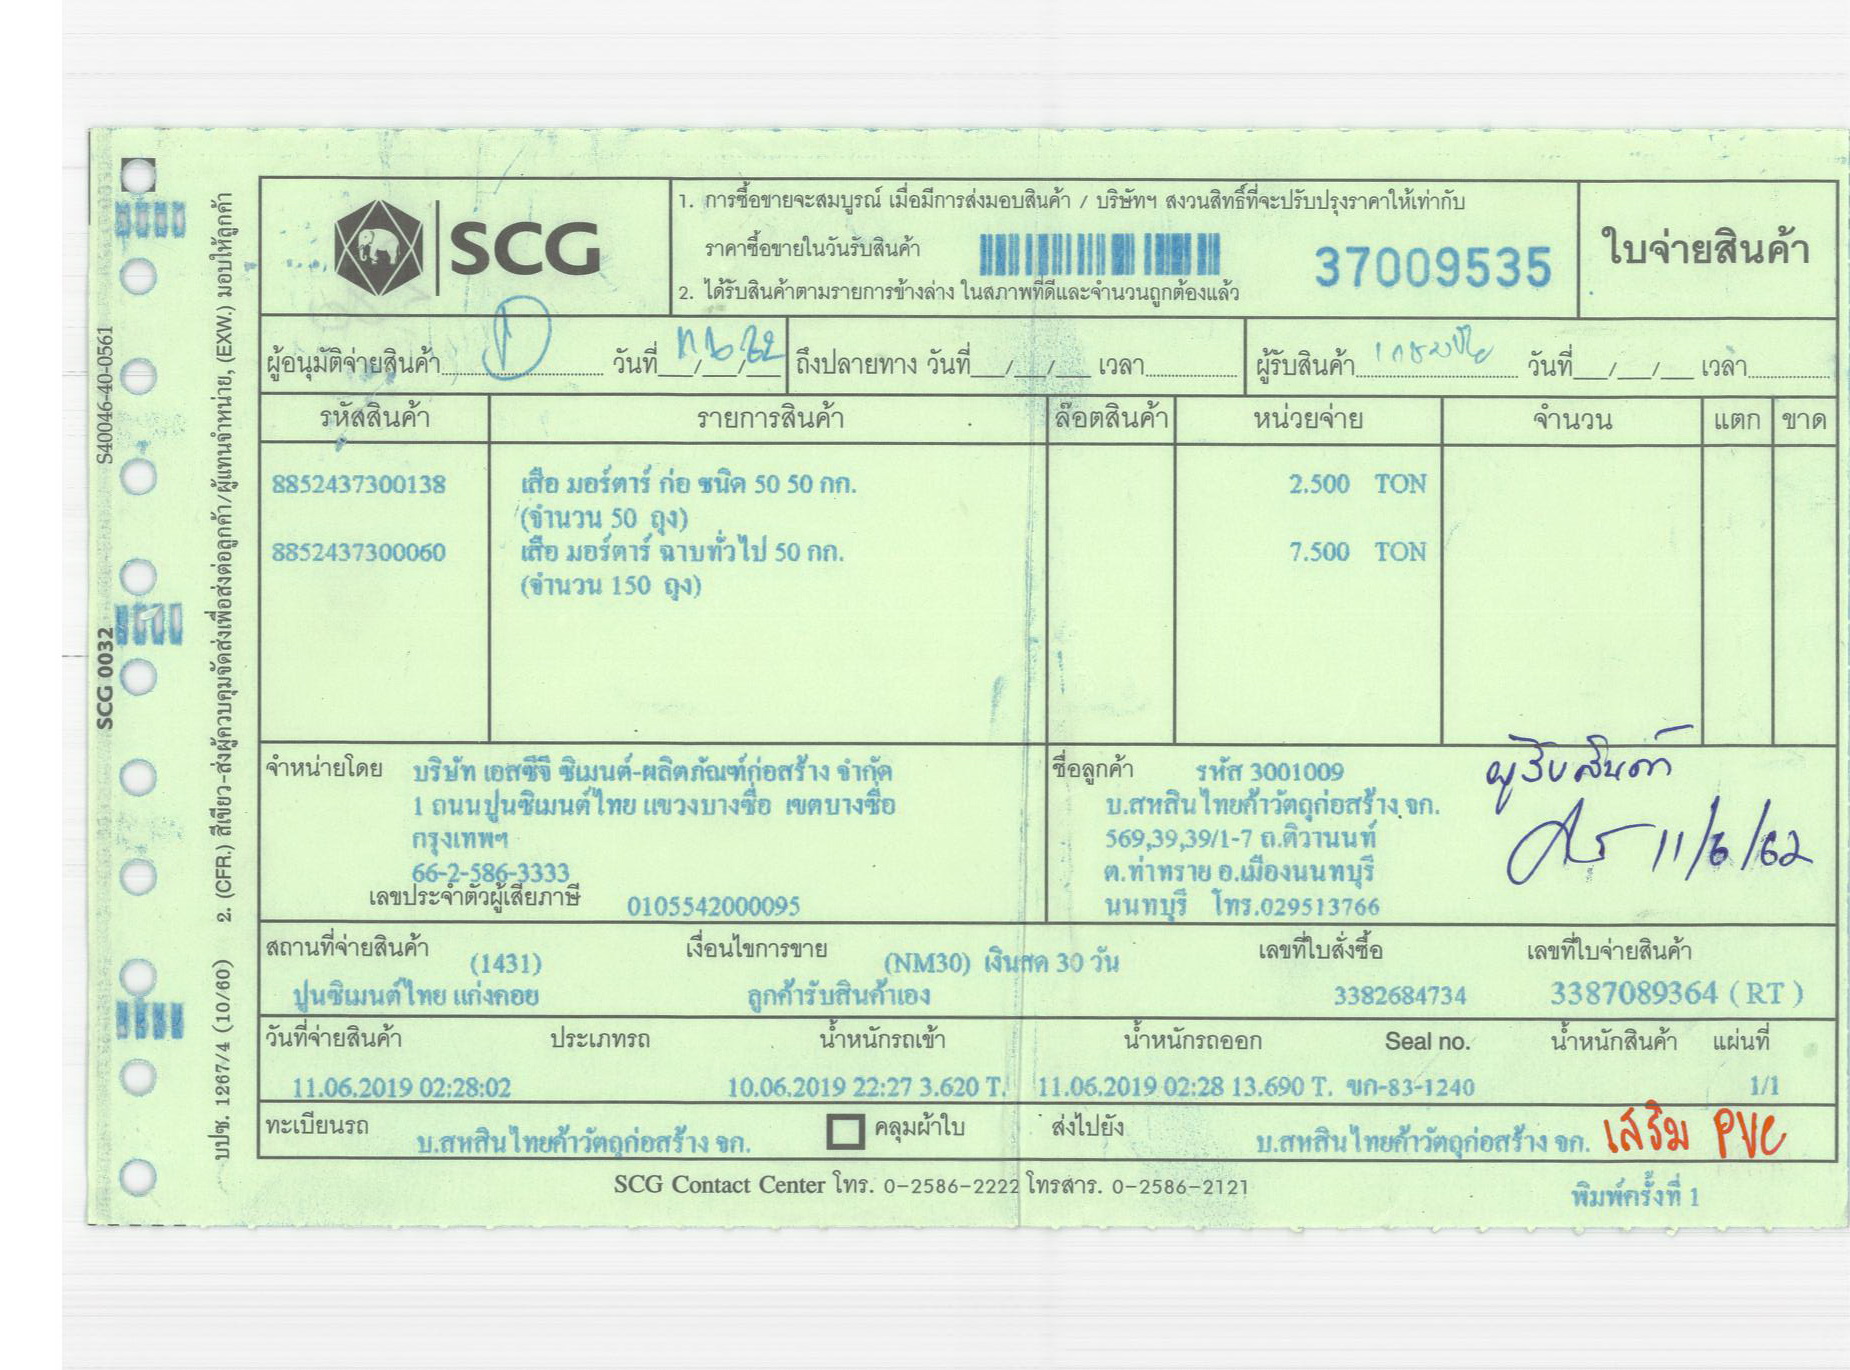 SCG
1. การซื้อขายจะสมบูรณ์ เมื่อมีการส่งมอบสินค้า / บริษัทฯ สงวนสิทธิ์ที่จะปรับปรุงราคาให้เท่ากับ
ราคาซื้อขายในวันรับสินค้า
37009535
2. ได้รับสินค้าตามรายการข้างล่าง ในสภาพที่ดีและจำนวนถูกต้องแล้ว
ใบจ่ายสินค้า
ผู้อนุมัติจ่ายสินค้า วันที่ __/__/__ ถึงปลายทาง วันที่ __/__/__ เวลา ผู้รับสินค้า วันที่ __/__/__ เวลา
รหัสสินค้า รายการสินค้า ล๊อตสินค้า หน่วยจ่าย จำนวน แตก ขาด
8852437300138 เสือ มอร์ตาร์ ก่อ ชนิด 50 50 กก. 2.500 TON
(จำนวน 50 ถุง)
8852437300060 เสือ มอร์ตาร์ ฉาบทั่วไป 50 กก. 7.500 TON
(จำนวน 150 ถุง)
จำหน่ายโดย บริษัท เอสซีจี ซิเมนต์-ผลิตภัณฑ์ก่อสร้าง จำกัด
1 ถนนปูนซิเมนต์ไทย แขวงบางซื่อ เขตบางซื่อ
กรุงเทพฯ
66-2-586-3333
เลขประจำตัวผู้เสียภาษี 0105542000095
ชื่อลูกค้า รหัส 3001009
บ.สหสินไทยค้าวัตถุก่อสร้าง จก.
569,39,39/1-7 ถ.ติวานนท์
ต.ท่าทราย อ.เมืองนนทบุรี
นนทบุรี โทร.029513766
ผู้รับสินค้า
11/6/62
สถานที่จ่ายสินค้า (1431) เงื่อนไขการขาย (NM30) เงินสด 30 วัน เลขที่ใบสั่งซื้อ เลขที่ใบจ่ายสินค้า
ปูนซิเมนต์ไทย แก่งคอย ลูกค้ารับสินค้าเอง 3382684734 3387089364 ( RT )
วันที่จ่ายสินค้า ประเภทรถ น้ำหนักรถเข้า น้ำหนักรถออก Seal no. น้ำหนักสินค้า แผ่นที่
11.06.2019 02:28:02 10.06.2019 22:27 3.620 T. 11.06.2019 02:28 13.690 T. ขก-83-1240 1/1
ทะเบียนรถ บ.สหสินไทยค้าวัตถุก่อสร้าง จก. คลุมผ้าใบ ส่งไปยัง บ.สหสินไทยค้าวัตถุก่อสร้าง จก. เสริม PVC
SCG Contact Center โทร. 0-2586-2222 โทรสาร. 0-2586-2121
พิมพ์ครั้งที่ 1
S40046-40-0561
SCG 0032
บปซ. 1267/4 (10/60) 2. (CFR.) สีเขียว-ส่งผู้ควบคุมจัดส่งเพื่อส่งต่อลูกค้า/ผู้แทนจำหน่าย, (EXW.) มอบให้ลูกค้า